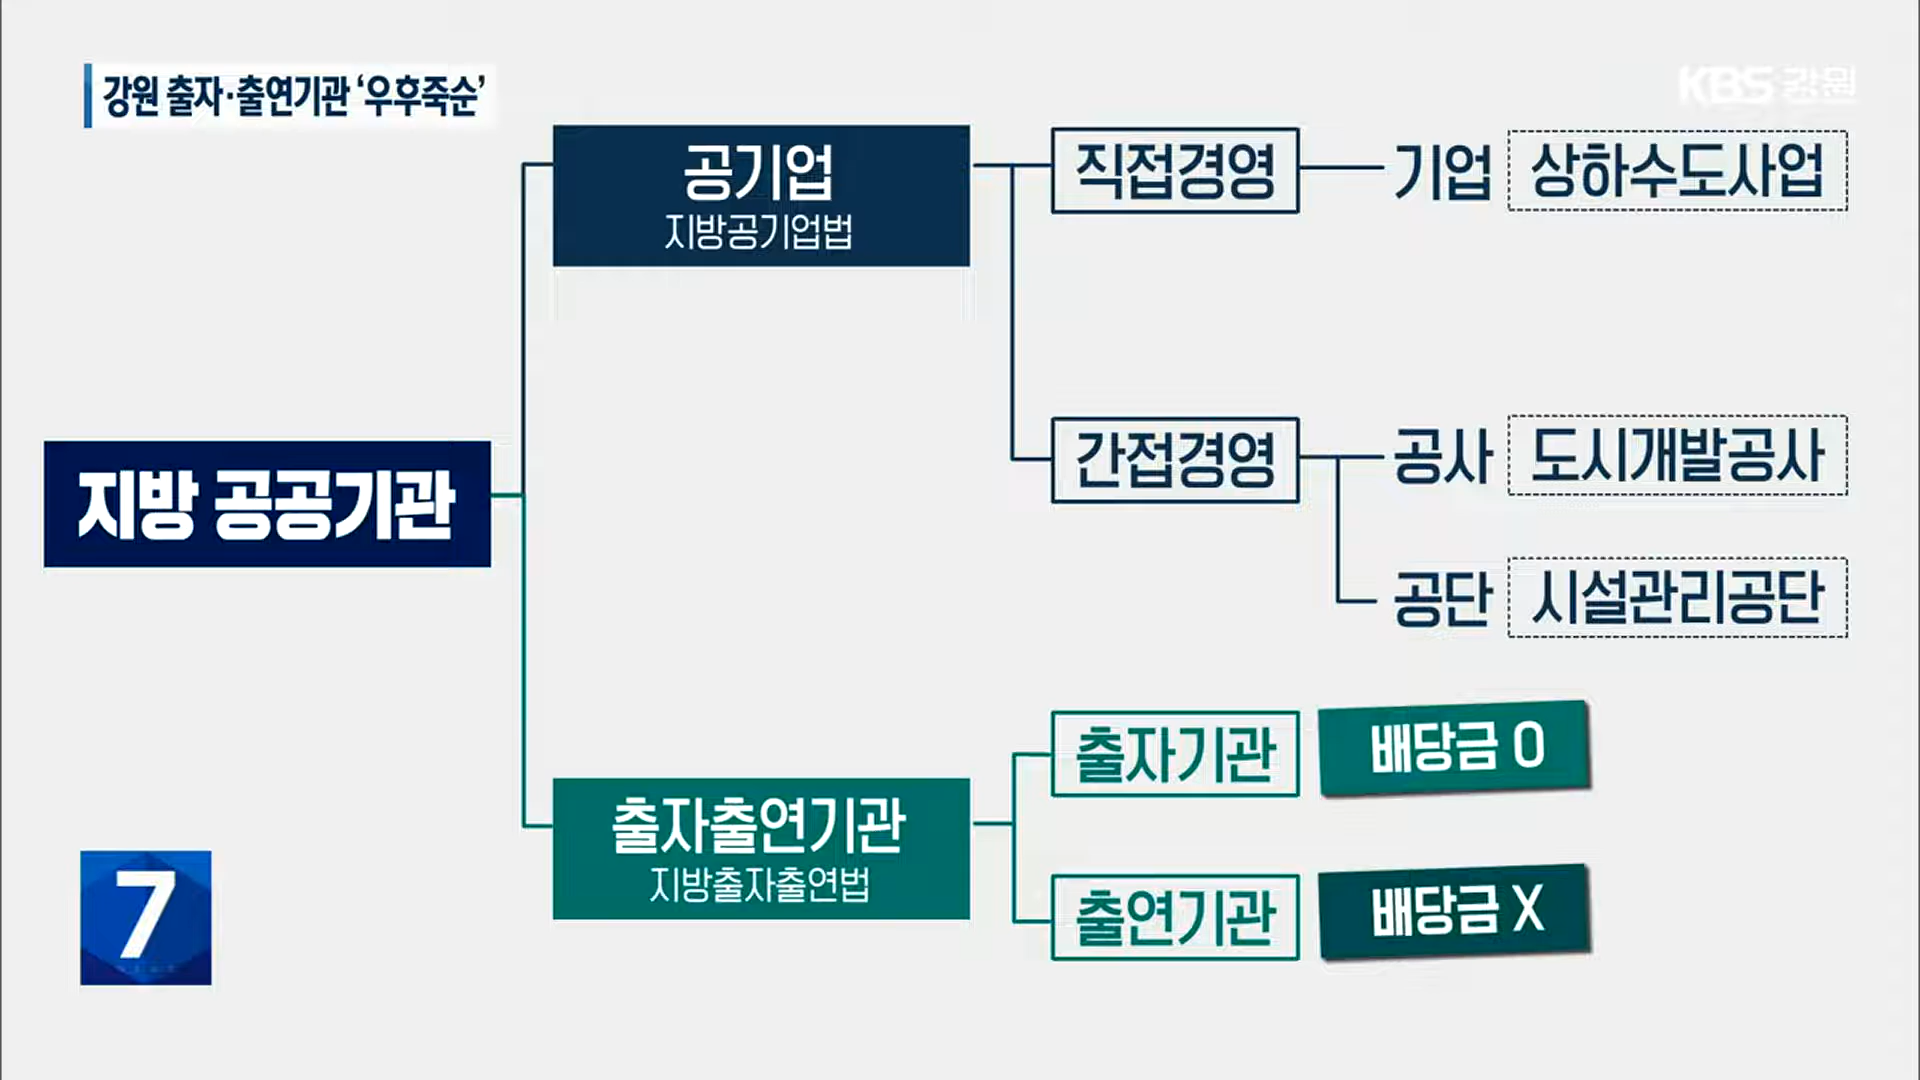 강원 출자·출연기관 ‘우후죽순’
KBS 강원
지방 공공기관
공기업
지방공기업법
직접경영
기업 상하수도사업
간접경영
공사 도시개발공사
공단 시설관리공단
출자출연기관
지방출자출연법
출자기관
배당금 O
출연기관
배당금 X
7